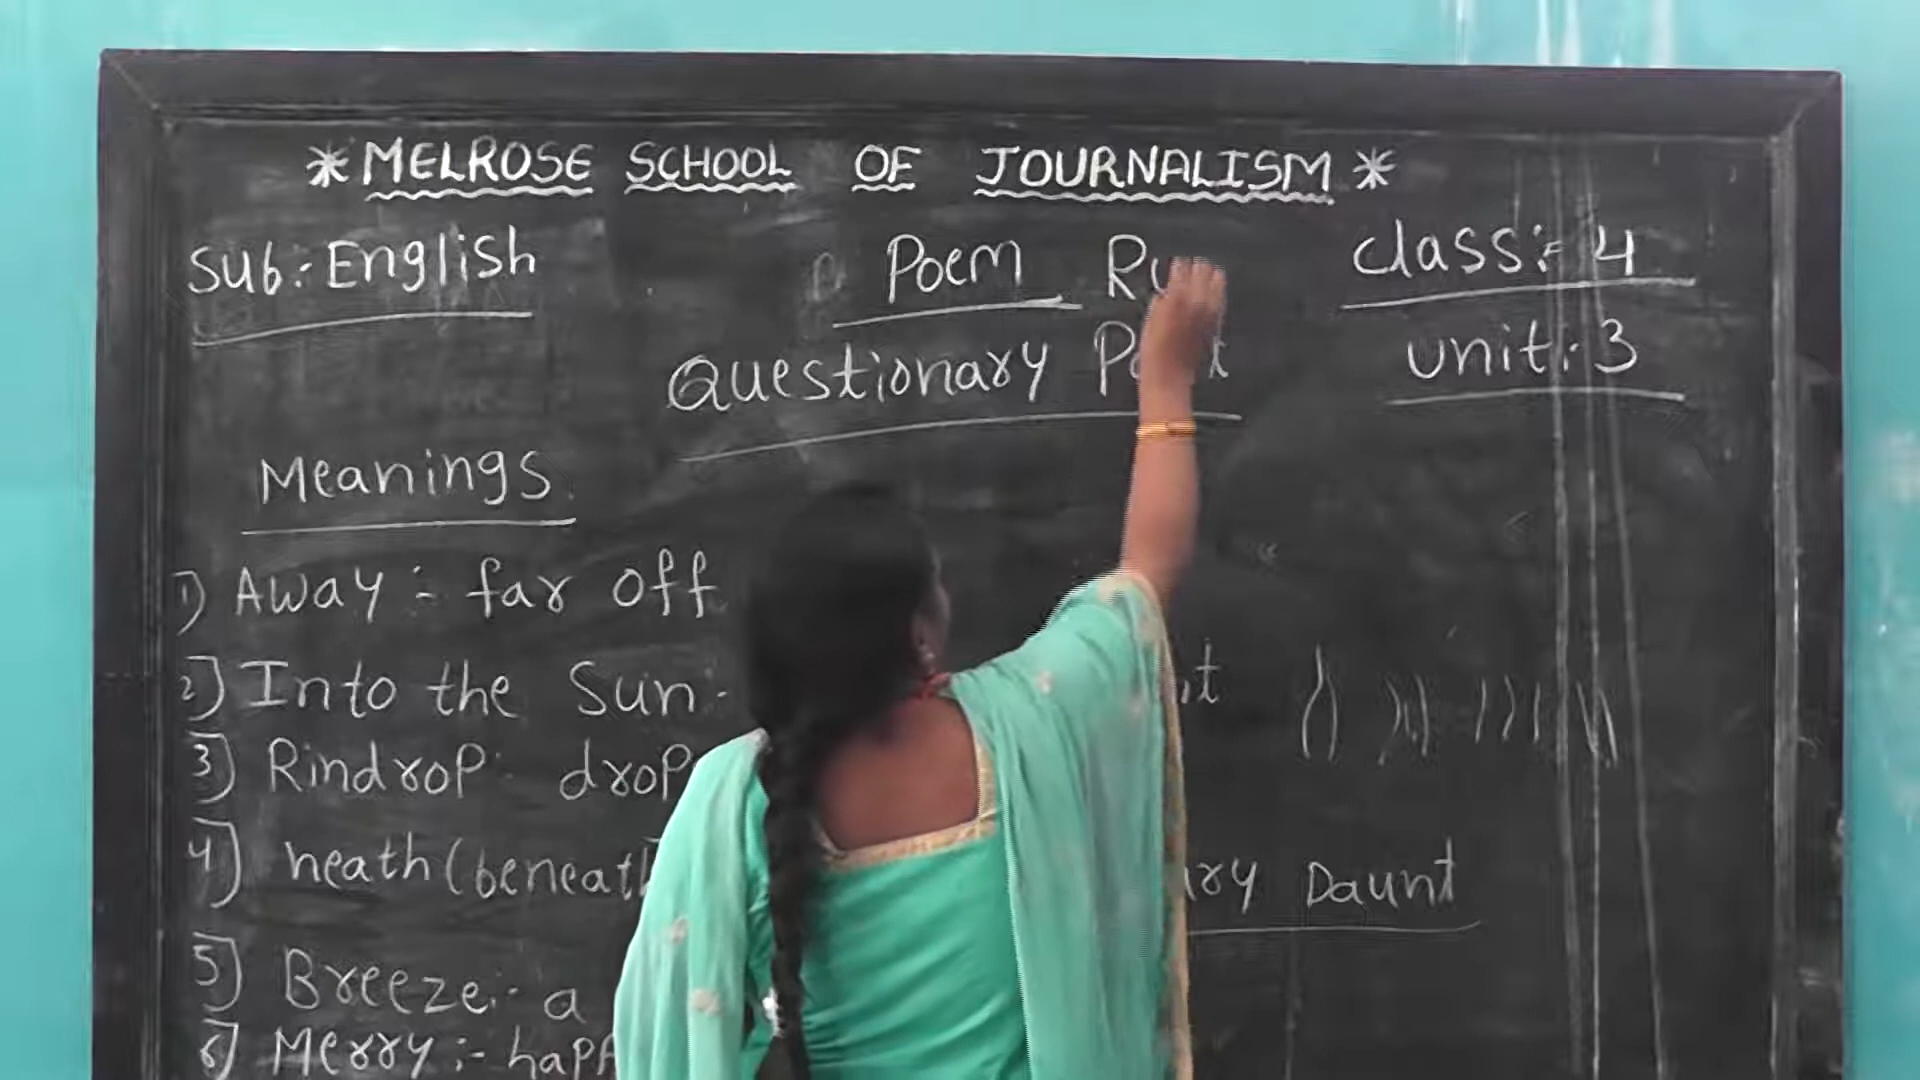 * MELROSE SCHOOL OF JOURNALISM *
Sub:- English Poem Ru class:- 4
Questionary unit:- 3
Meanings
1) Away :- far off
2) Into the Sun -
3) Rindrop :- drop
4) neath (beneath
5) Breeze :- a
6) Merry :- happ
Daunt